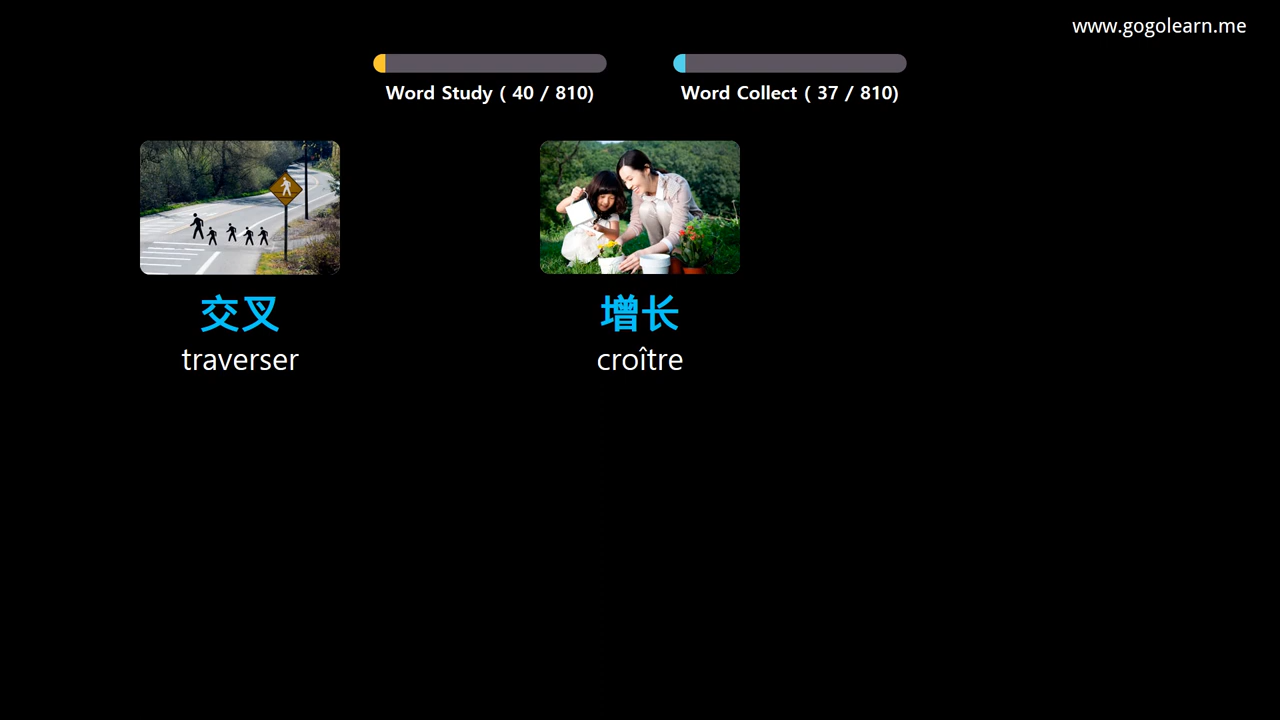 www.gogolearn.me
Word Study ( 40 / 810)
Word Collect ( 37 / 810)
交叉
traverser
增长
croître